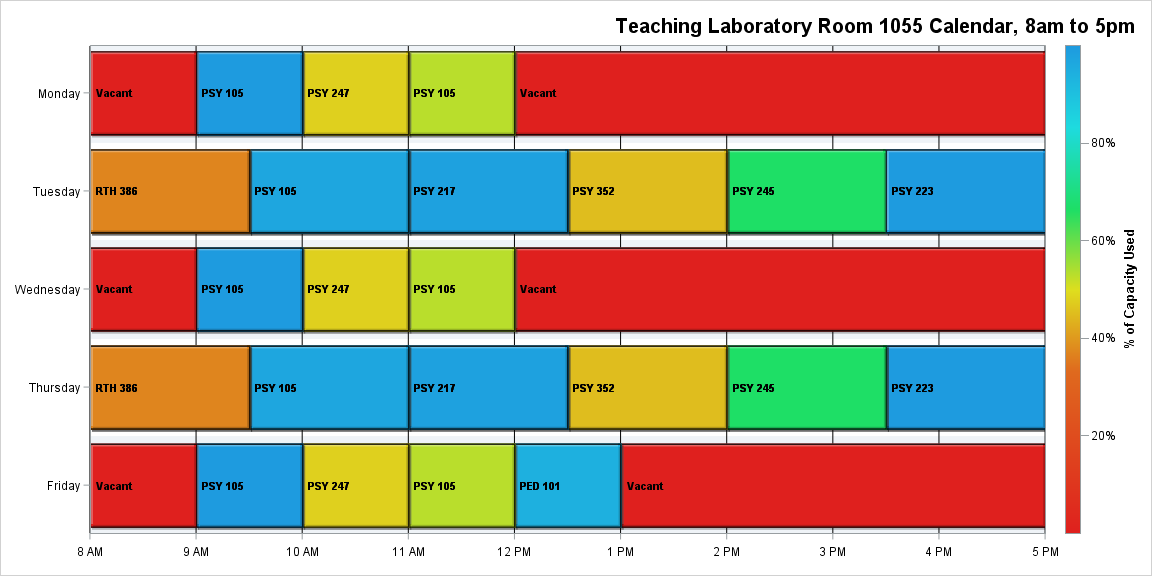 Teaching Laboratory Room 1055 Calendar, 8am to 5pm
Monday
Vacant
PSY 105
PSY 247
PSY 105
Vacant
Tuesday
RTH 386
PSY 105
PSY 217
PSY 352
PSY 245
PSY 223
Wednesday
Vacant
PSY 105
PSY 247
PSY 105
Vacant
Thursday
RTH 386
PSY 105
PSY 217
PSY 352
PSY 245
PSY 223
Friday
Vacant
PSY 105
PSY 247
PSY 105
PED 101
Vacant
8 AM
9 AM
10 AM
11 AM
12 PM
1 PM
2 PM
3 PM
4 PM
5 PM
80%
60%
40%
20%
% of Capacity Used